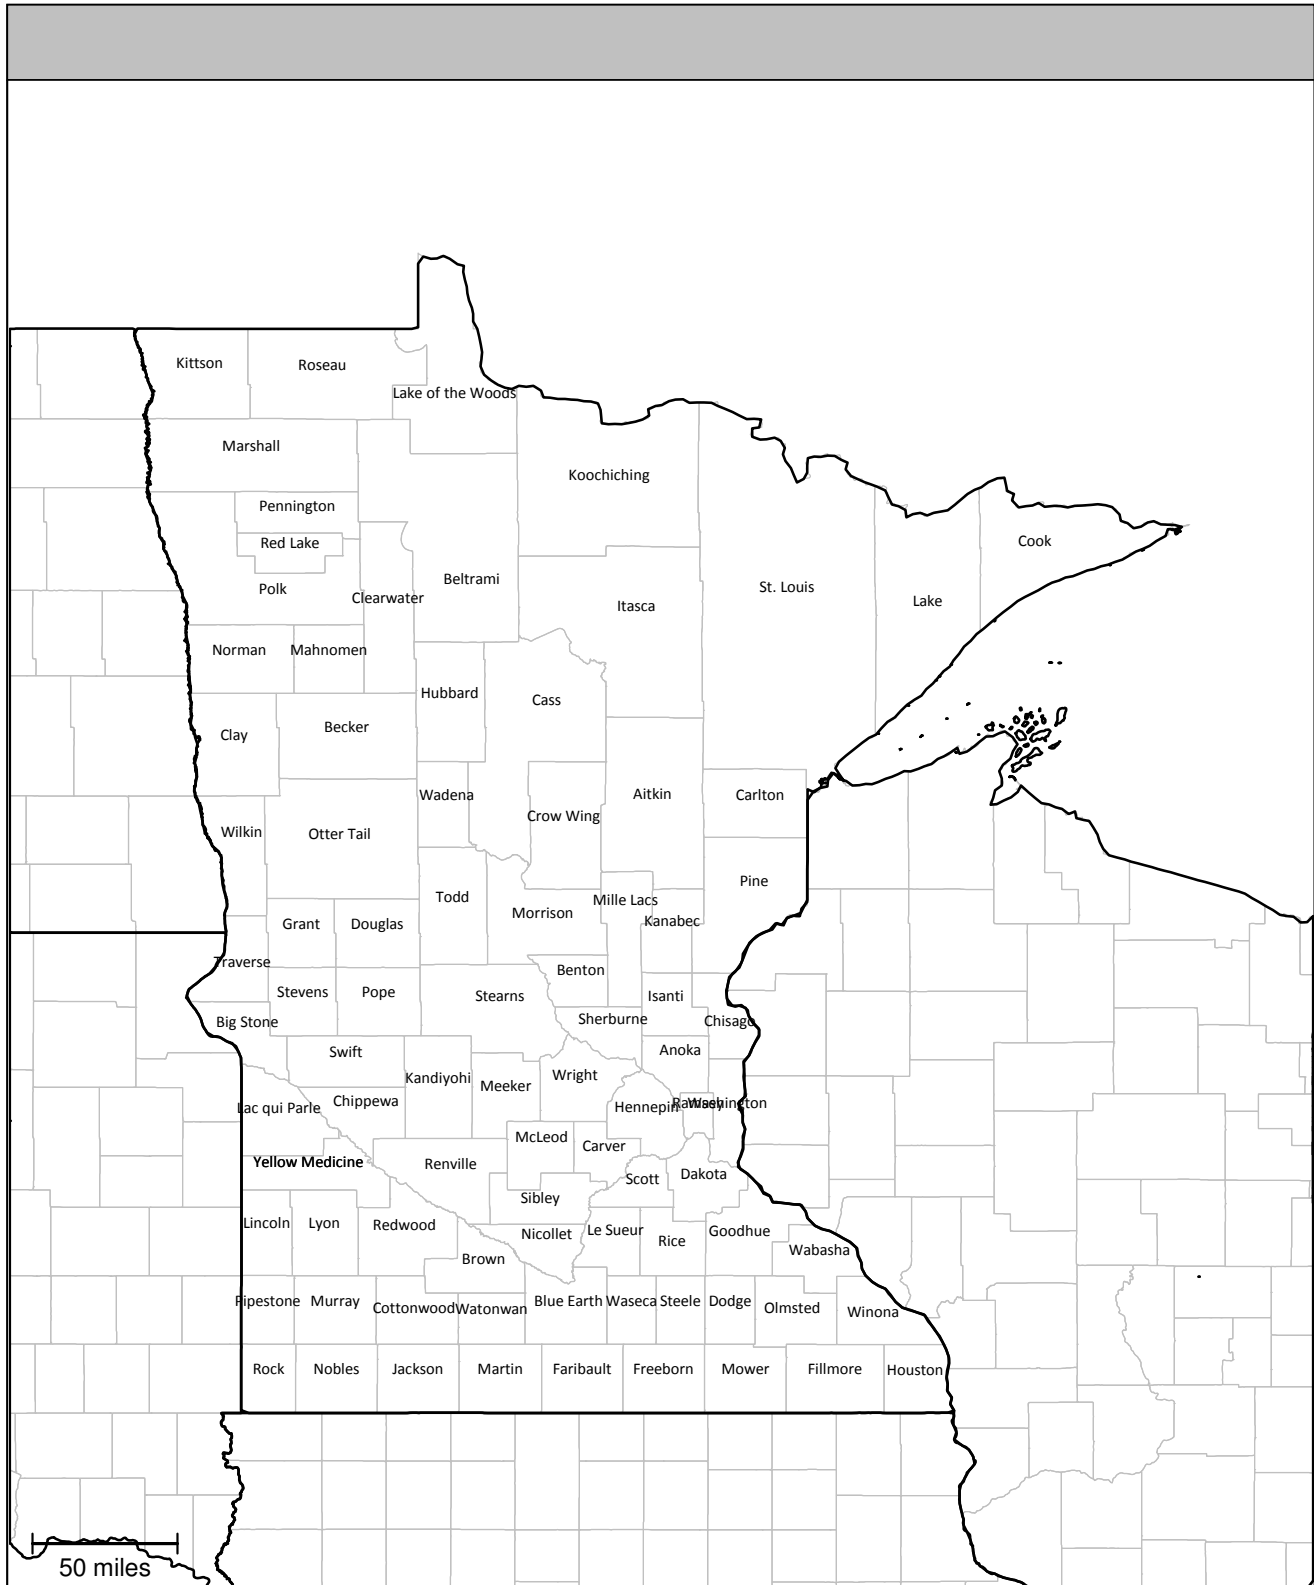 Kittson
Roseau
Lake of the Woods
Marshall
Koochiching
Pennington
Red Lake
Cook
Beltrami
Polk
St. Louis
Clearwater
Lake
Itasca
Norman
Mahnomen
Hubbard
Cass
Becker
Clay
Wadena
Aitkin
Carlton
Crow Wing
Wilkin
Otter Tail
Pine
Todd
Mille Lacs
Morrison
Kanabec
Grant
Douglas
Traverse
Benton
Stevens
Pope
Stearns
Isanti
Big Stone
Sherburne
Chisago
Swift
Anoka
Kandiyohi
Wright
Meeker
Lac qui Parle
Chippewa
Hennepin
Ramsey
Washington
McLeod
Carver
Yellow Medicine
Renville
Scott
Dakota
Sibley
Lincoln
Lyon
Redwood
Nicollet
Le Sueur
Rice
Goodhue
Brown
Wabasha
Pipestone
Murray
Cottonwood
Watonwan
Blue Earth
Waseca
Steele
Dodge
Olmsted
Winona
Rock
Nobles
Jackson
Martin
Faribault
Freeborn
Mower
Fillmore
Houston
50 miles